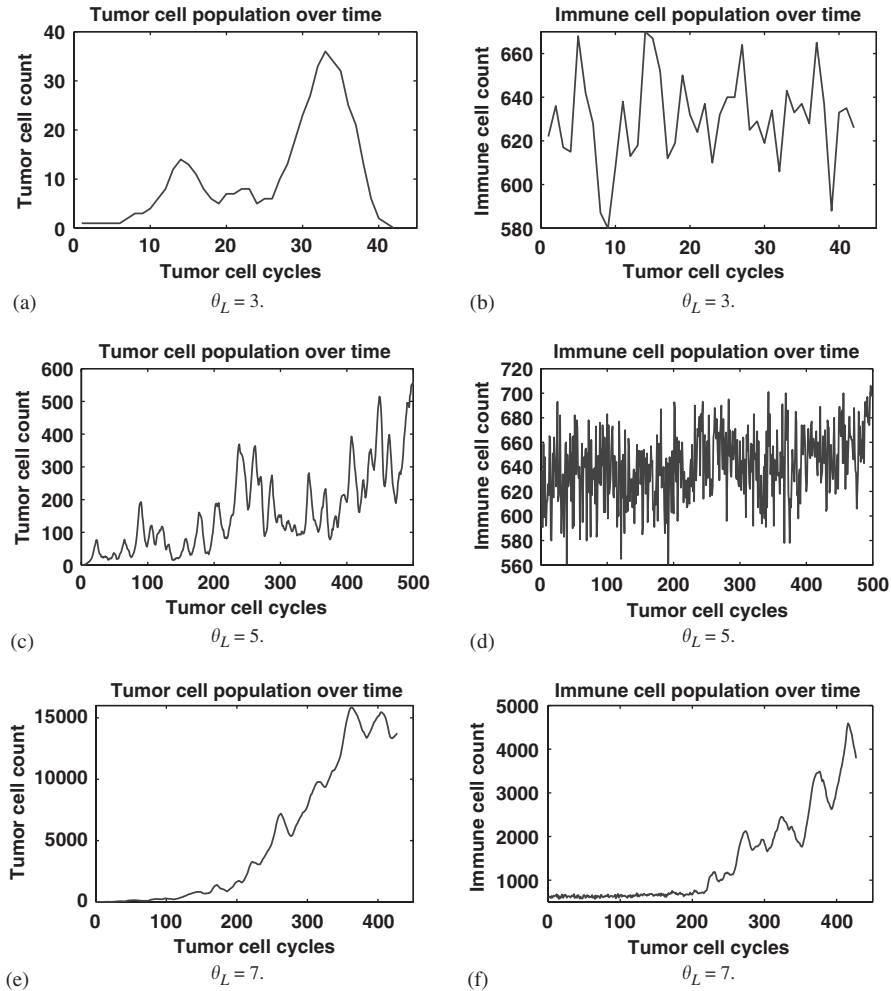 Tumor cell population over time
Tumor cell count
40
30
20
10
0
0 10 20 30 40
Tumor cell cycles
(a) θL = 3.
Immune cell population over time
Immune cell count
660
640
620
600
580
0 10 20 30 40
Tumor cell cycles
(b) θL = 3.
Tumor cell population over time
Tumor cell count
600
500
400
300
200
100
0
0 100 200 300 400 500
Tumor cell cycles
(c) θL = 5.
Immune cell population over time
Immune cell count
720
700
680
660
640
620
600
580
560
0 100 200 300 400 500
Tumor cell cycles
(d) θL = 5.
Tumor cell population over time
Tumor cell count
15000
10000
5000
0
0 100 200 300 400
Tumor cell cycles
(e) θL = 7.
Immune cell population over time
Immune cell count
5000
4000
3000
2000
1000
0 100 200 300 400
Tumor cell cycles
(f) θL = 7.